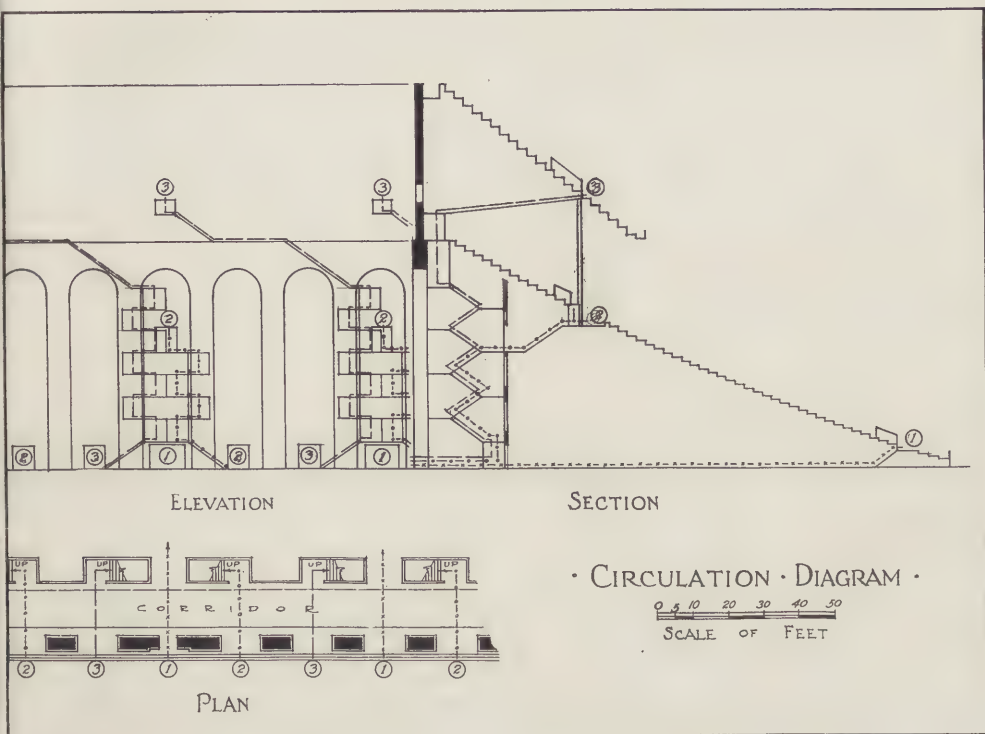 3
3
3
2
2
2
2
3
1
2
3
1
1
ELEVATION
SECTION
UP
UP
UP
UP
UP
CORRIDOR
2
3
1
2
3
1
2
PLAN
· CIRCULATION · DIAGRAM ·
0 5 10 20 30 40 50
SCALE OF FEET